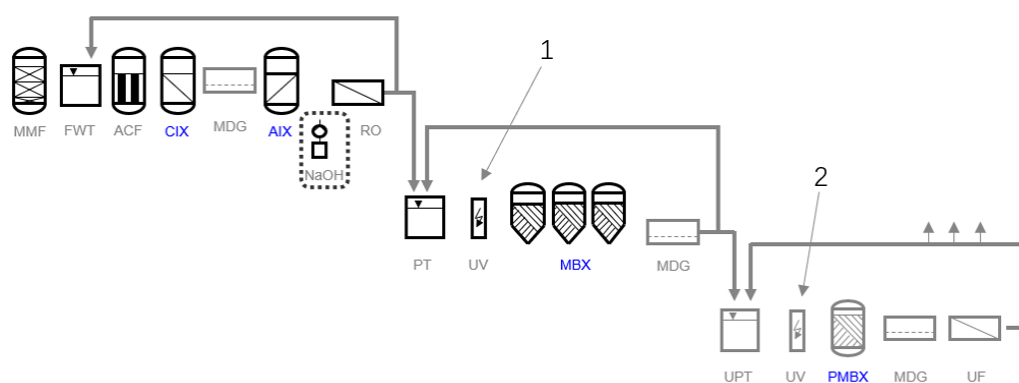 1
MMF FWT ACF CIX MDG AIX RO
NaOH
2
PT UV MBX MDG
UPT UV PMBX MDG UF